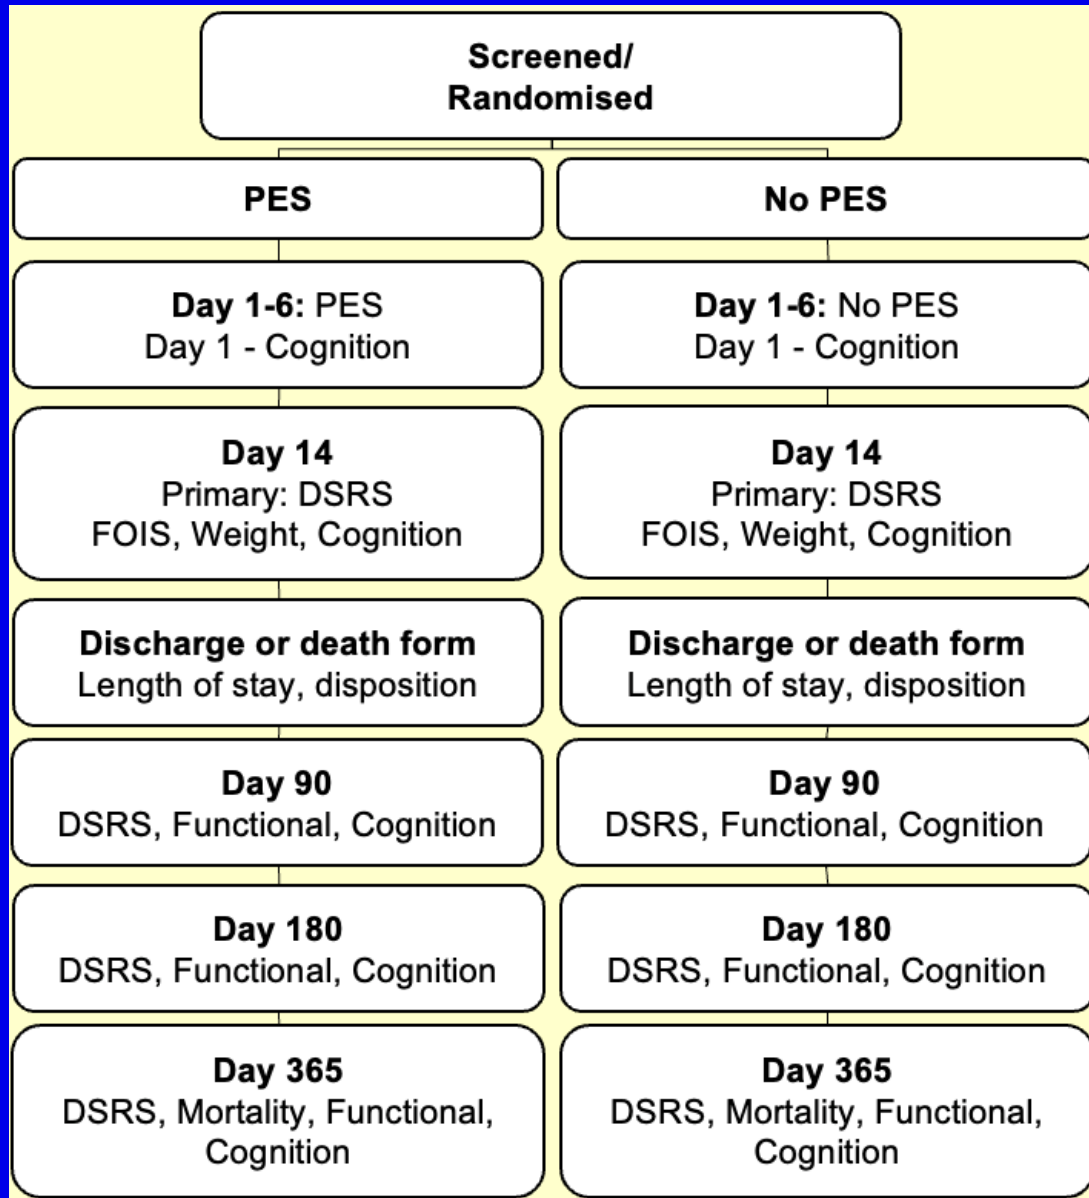 Screened/
Randomised
PES
No PES
Day 1-6: PES
Day 1 - Cognition
Day 1-6: No PES
Day 1 - Cognition
Day 14
Primary: DSRS
FOIS, Weight, Cognition
Day 14
Primary: DSRS
FOIS, Weight, Cognition
Discharge or death form
Length of stay, disposition
Discharge or death form
Length of stay, disposition
Day 90
DSRS, Functional, Cognition
Day 90
DSRS, Functional, Cognition
Day 180
DSRS, Functional, Cognition
Day 180
DSRS, Functional, Cognition
Day 365
DSRS, Mortality, Functional,
Cognition
Day 365
DSRS, Mortality, Functional,
Cognition